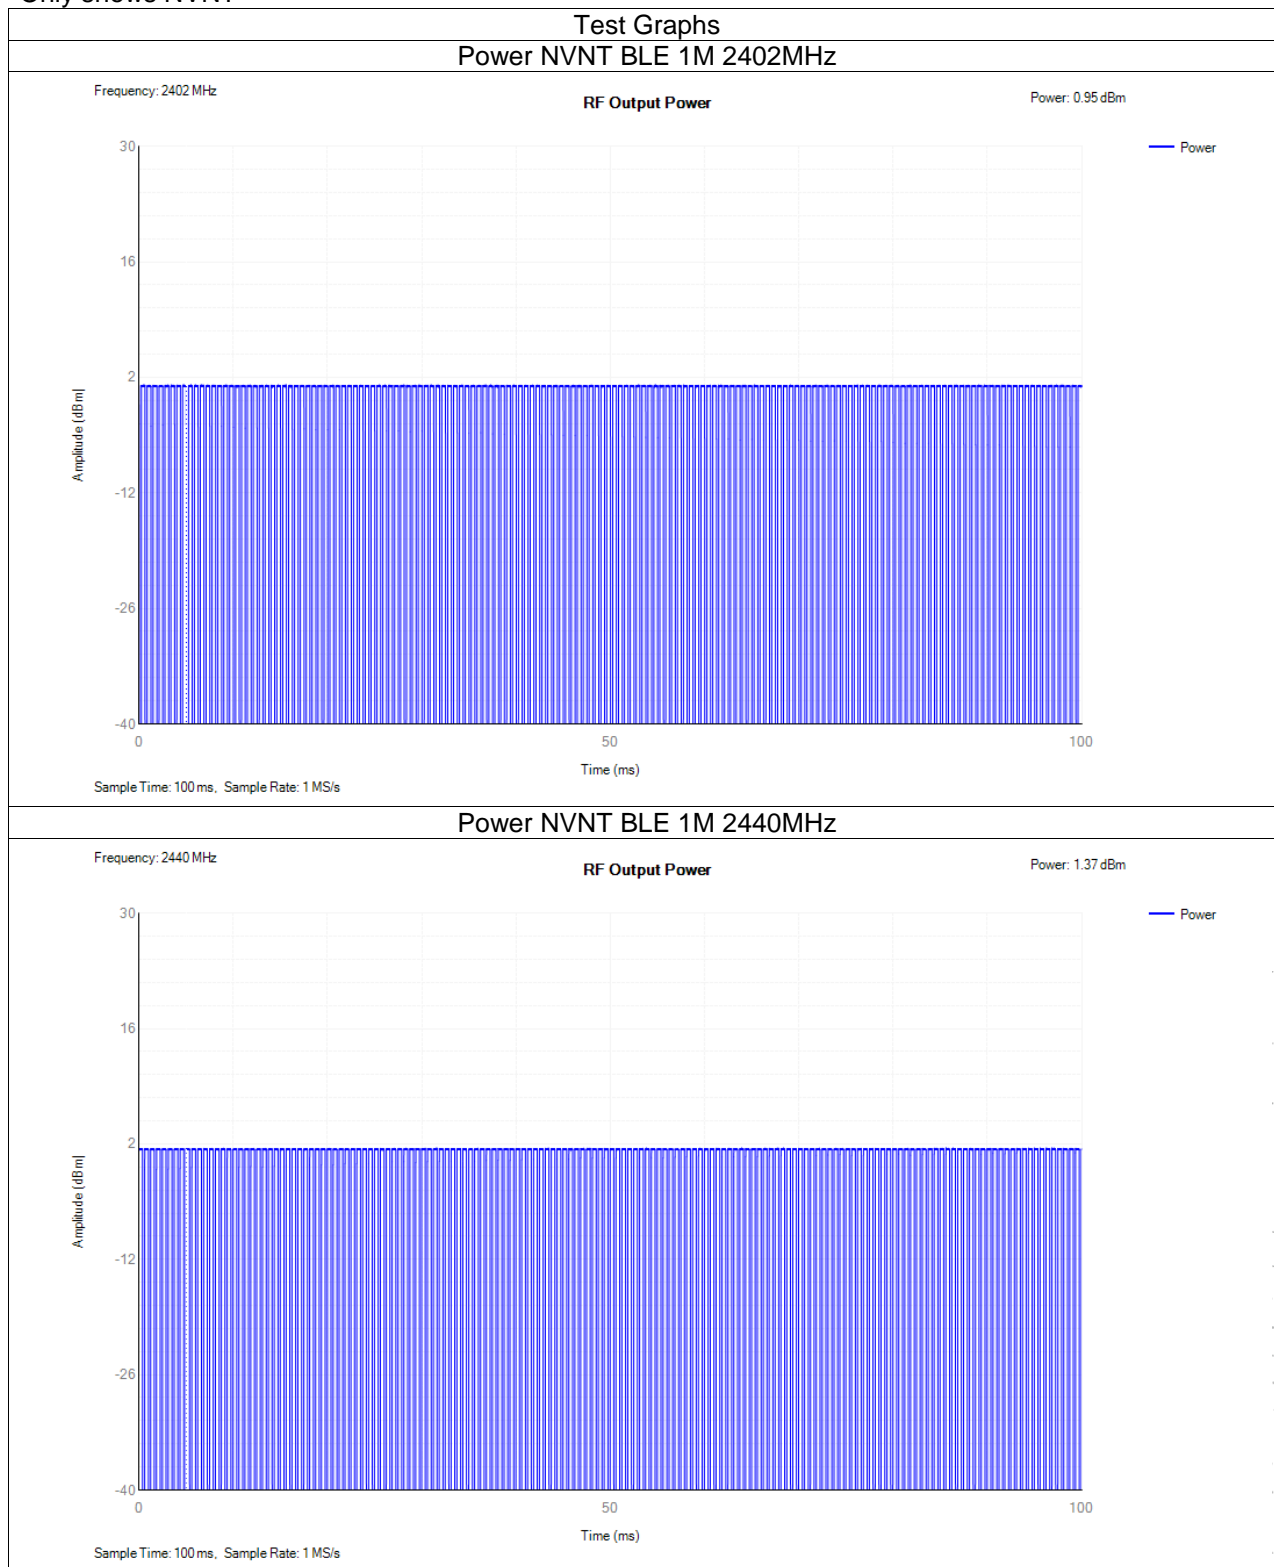 Only shows NVNT
Test Graphs
Power NVNT BLE 1M 2402MHz
Frequency: 2402 MHz
RF Output Power
Power: 0.95 dBm
30
Power
16
2
Amplitude (dBm)
-12
-26
-40
0
50
100
Time (ms)
Sample Time: 100 ms, Sample Rate: 1 MS/s
Power NVNT BLE 1M 2440MHz
Frequency: 2440 MHz
RF Output Power
Power: 1.37 dBm
30
Power
16
2
Amplitude (dBm)
-12
-26
-40
0
50
100
Time (ms)
Sample Time: 100 ms, Sample Rate: 1 MS/s